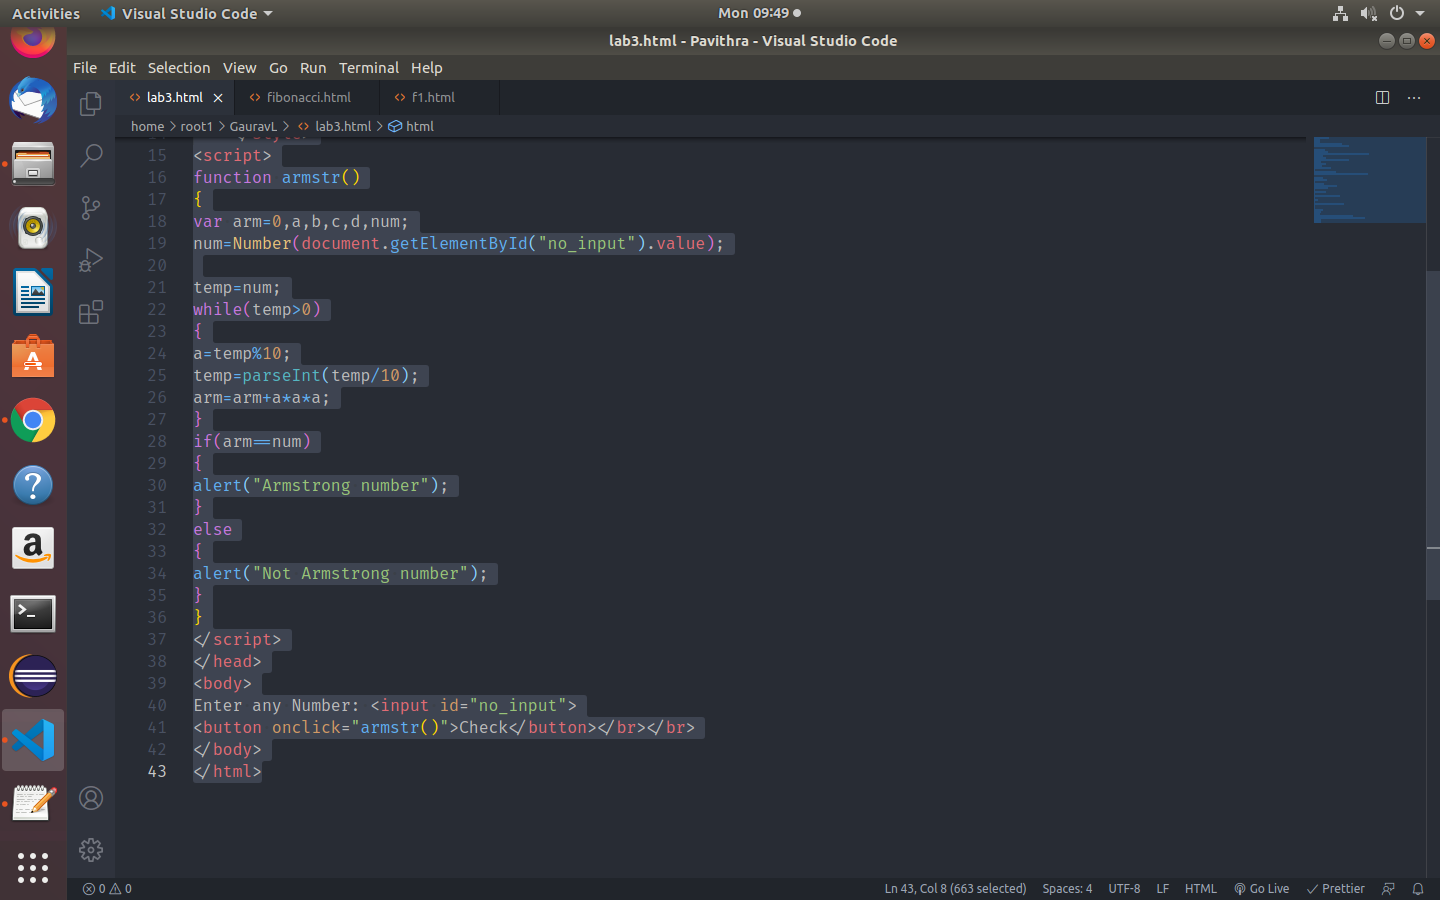 Activities Visual Studio Code Mon 09:49
lab3.html - Pavithra - Visual Studio Code
File Edit Selection View Go Run Terminal Help
lab3.html fibonacci.html f1.html
home > root1 > GauravL > lab3.html > html
15 <script>
16 function armstr()
17 {
18 var arm=0,a,b,c,d,num;
19 num=Number(document.getElementById("no_input").value);
20
21 temp=num;
22 while(temp>0)
23 {
24 a=temp%10;
25 temp=parseInt(temp/10);
26 arm=arm+a*a*a;
27 }
28 if(arm==num)
29 {
30 alert("Armstrong number");
31 }
32 else
33 {
34 alert("Not Armstrong number");
35 }
36 }
37 </script>
38 </head>
39 <body>
40 Enter any Number: <input id="no_input">
41 <button onclick="armstr()">Check</button></br></br>
42 </body>
43 </html>
0 0 Ln 43, Col 8 (663 selected) Spaces: 4 UTF-8 LF HTML Go Live Prettier